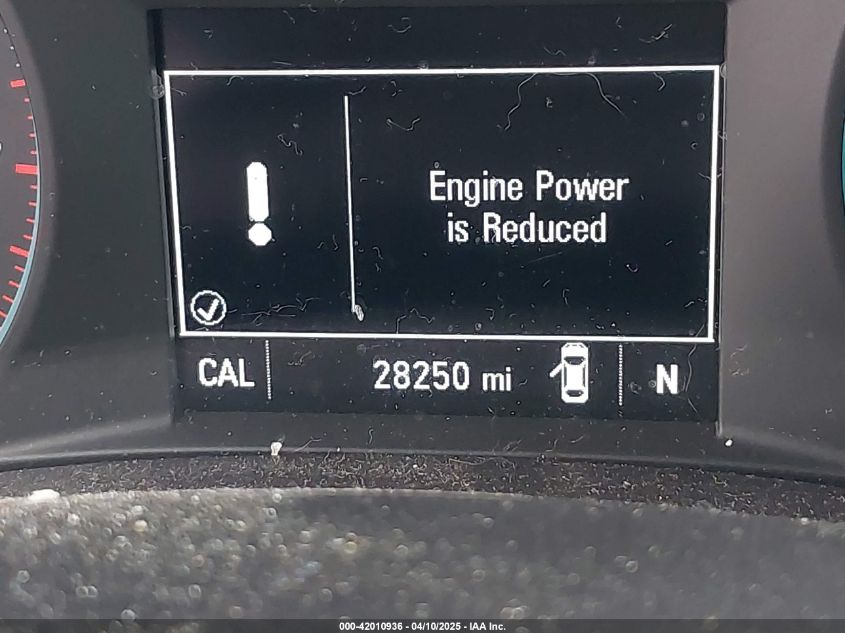 Engine Power
is Reduced
CAL
28250 mi
N
000-42010936 - 04/10/2025 - IAA Inc.